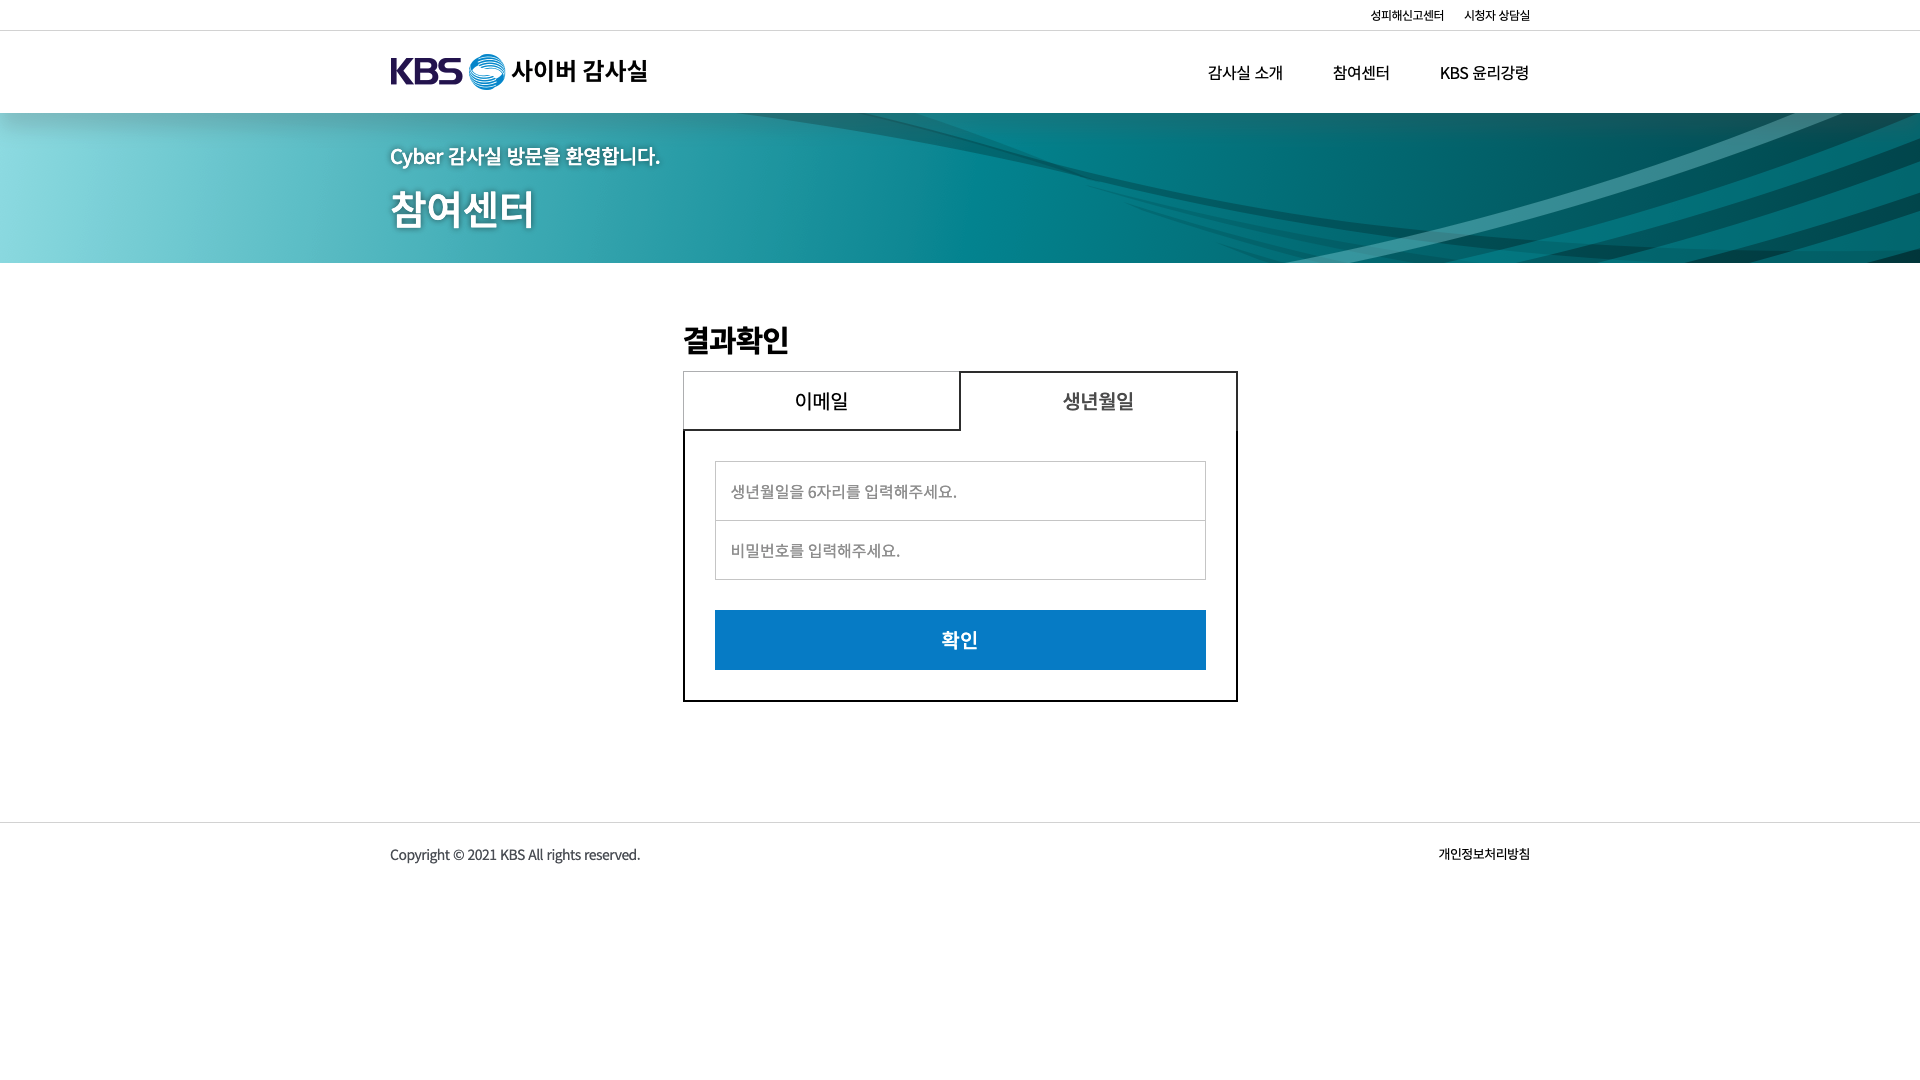 성피해신고센터 시청자 상담실
KBS 사이버 감사실
감사실 소개 참여센터 KBS 윤리강령
Cyber 감사실 방문을 환영합니다.
참여센터
결과확인
이메일 생년월일
생년월일을 6자리를 입력해주세요.
비밀번호를 입력해주세요.
확인
Copyright © 2021 KBS All rights reserved. 개인정보처리방침